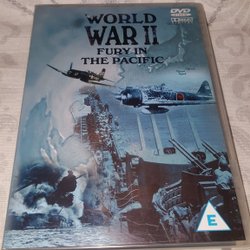 DVD
WORLD
WAR II
FURY IN
THE PACIFIC
E